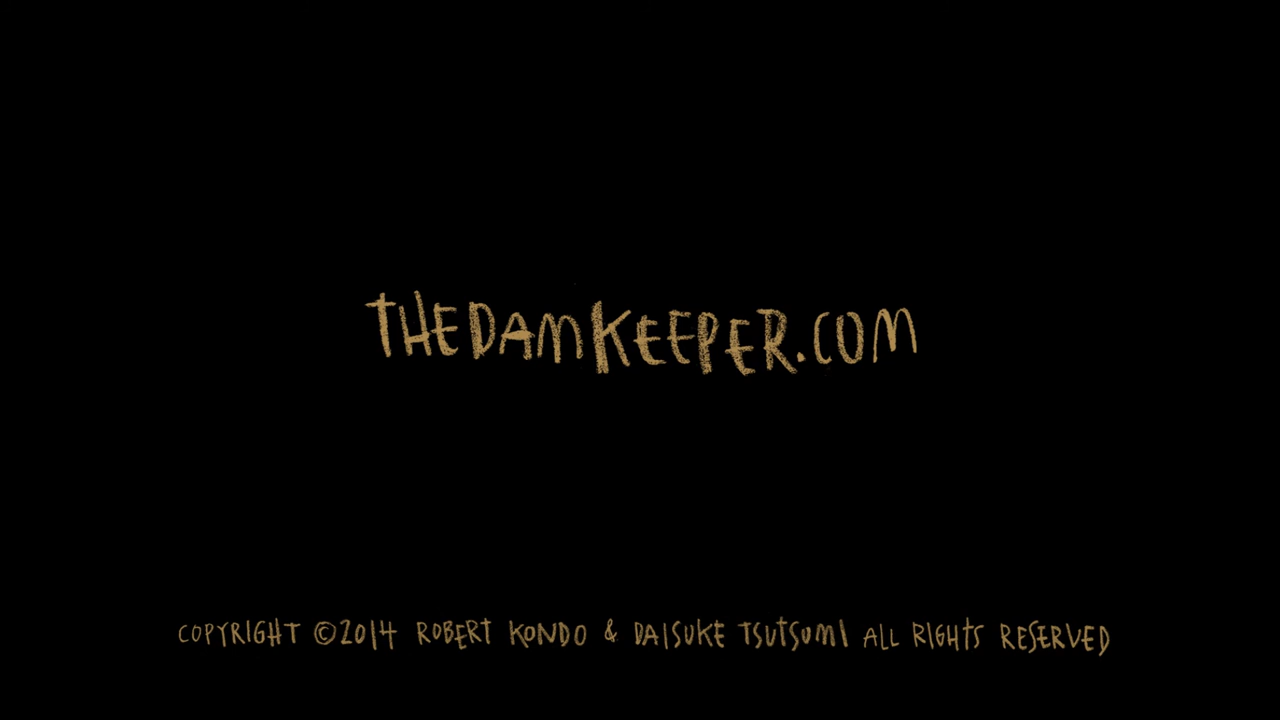 THEDAMKEEPER.COM
COPYRIGHT ©2014 ROBERT KONDO & DAISUKE TSUTSUMI ALL RIGHTS RESERVED